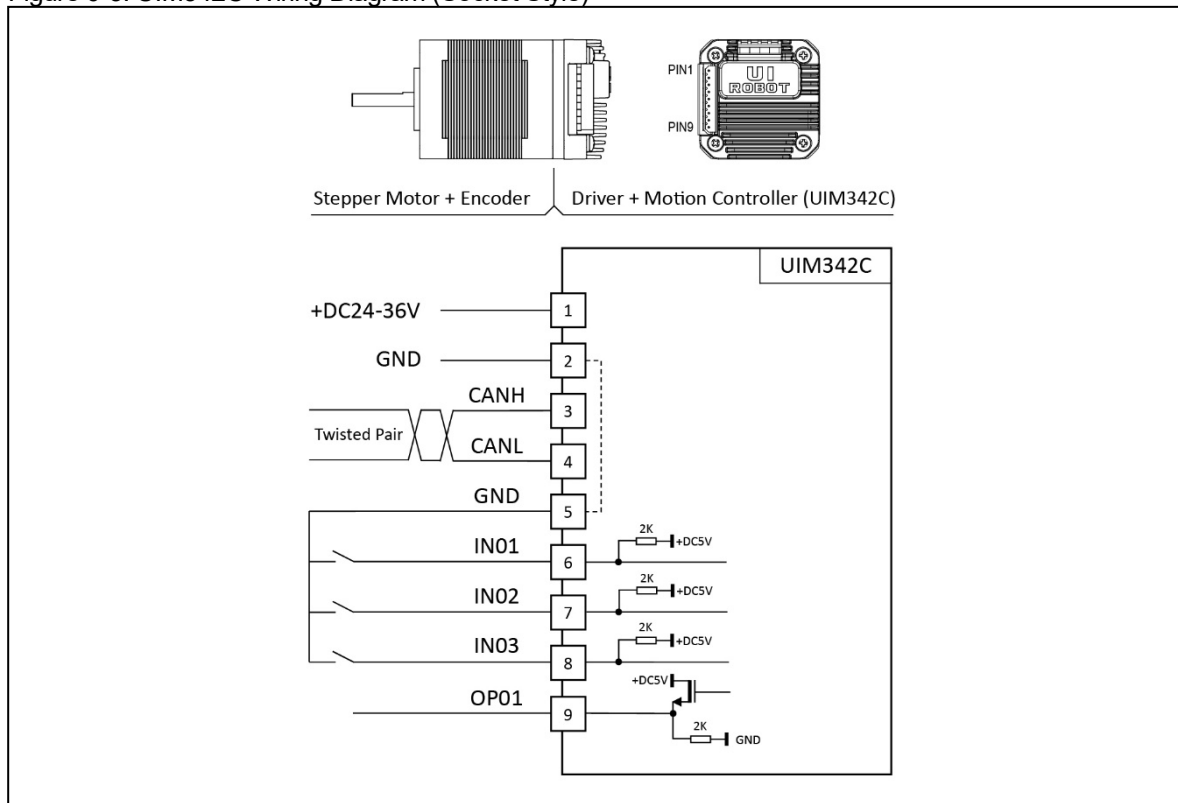 PIN1
UI
ROBOT
PIN9
Stepper Motor + Encoder
Driver + Motion Controller (UIM342C)
UIM342C
+DC24-36V
1
GND
2
CANH
3
Twisted Pair
CANL
4
GND
5
2K
+DC5V
IN01
6
2K
+DC5V
IN02
7
2K
+DC5V
IN03
8
+DC5V
OP01
9
2K
GND